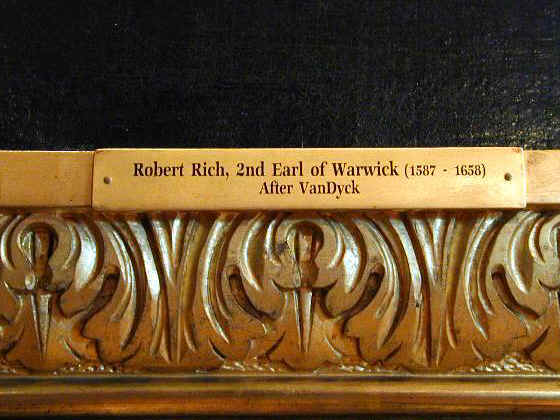 Robert Rich, 2nd Earl of Warwick (1587 - 1658)
After VanDyck